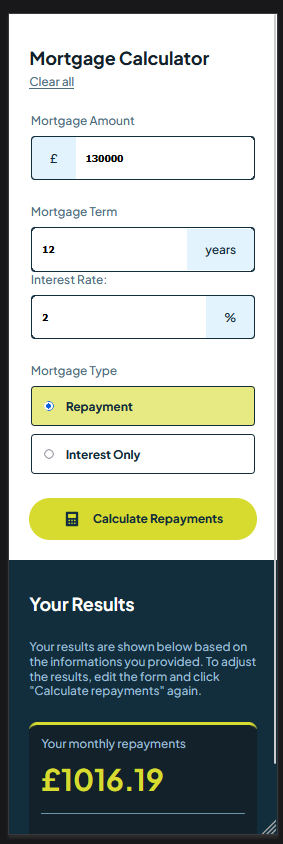 Mortgage Calculator
Clear all
Mortgage Amount
£ 130000
Mortgage Term
12 years
Interest Rate:
2 %
Mortgage Type
Repayment
Interest Only
Calculate Repayments
Your Results
Your results are shown below based on
the informations you provided. To adjust
the results, edit the form and click
"Calculate repayments" again.
Your monthly repayments
£1016.19